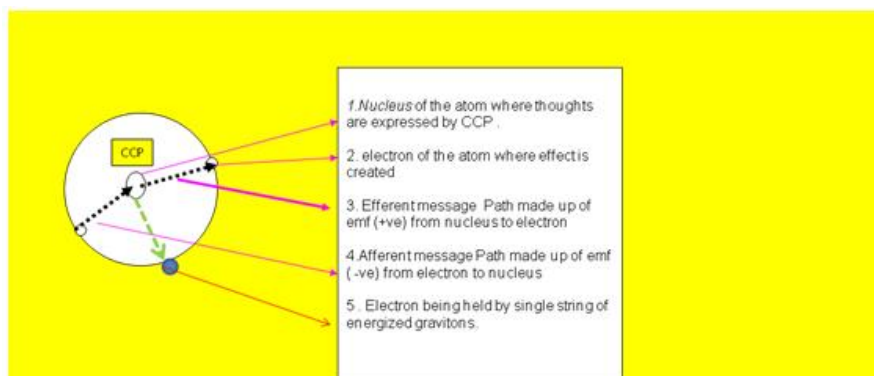 CCP
1.Nucleus of the atom where thoughts
are expressed by CCP .
2. electron of the atom where effect is
created
3. Efferent message Path made up of
emf (+ve) from nucleus to electron
4.Afferent message Path made up of emf
( -ve) from electron to nucleus
5 . Electron being held by single string of
energized gravitons.